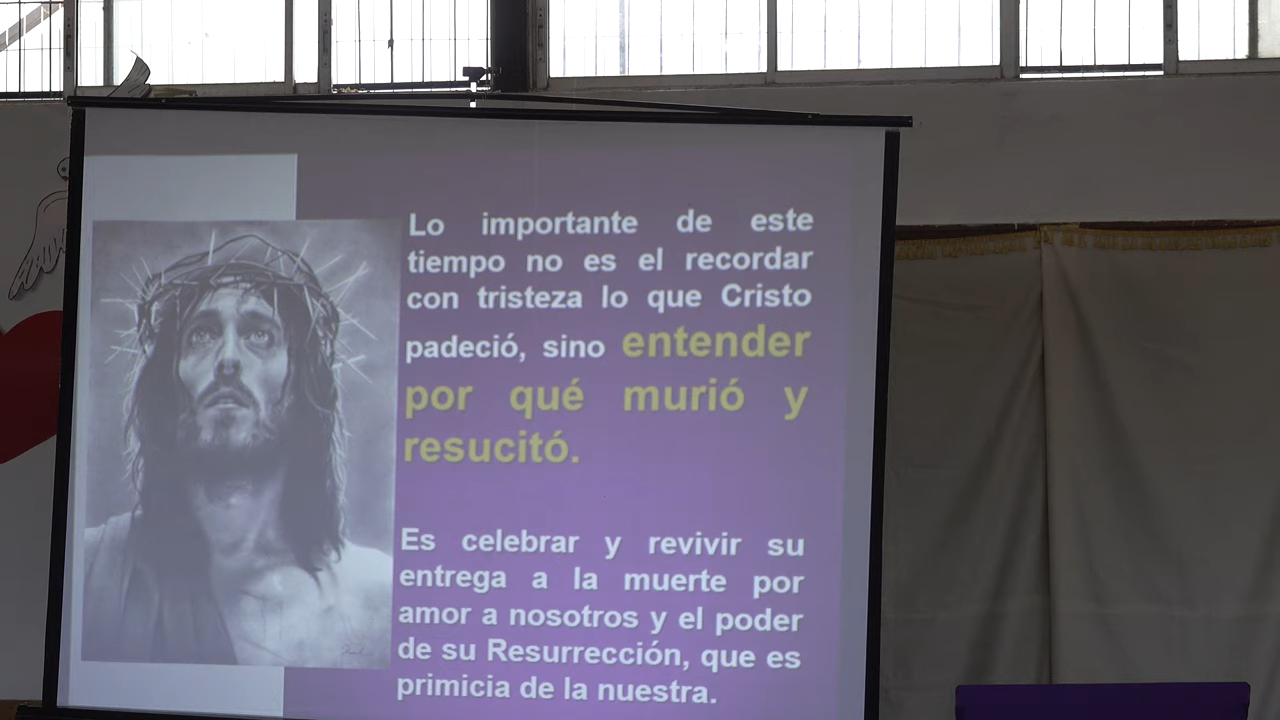 Lo importante de este
tiempo no es el recordar
con tristeza lo que Cristo
padeció, sino entender
por qué murió y
resucitó.
Es celebrar y revivir su
entrega a la muerte por
amor a nosotros y el poder
de su Resurrección, que es
primicia de la nuestra.